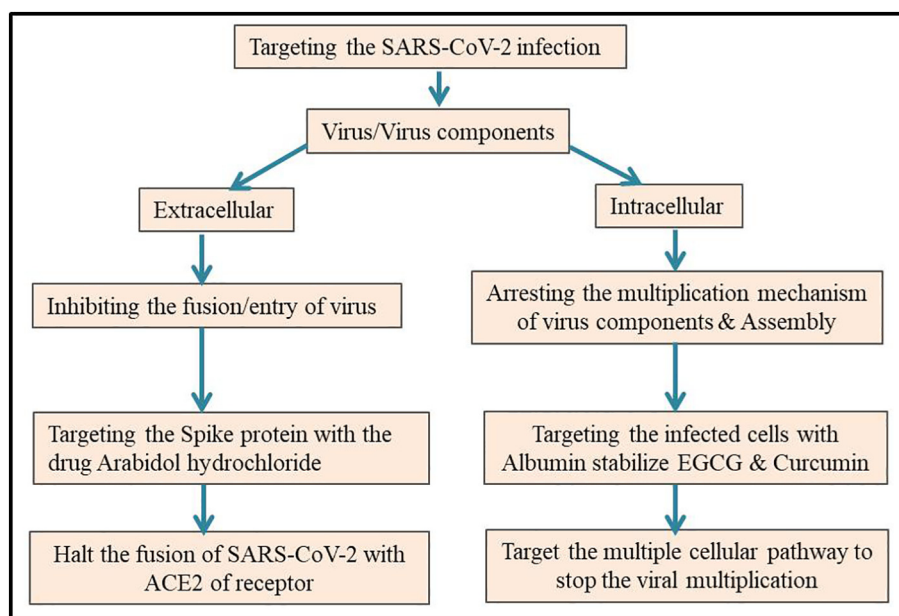 Targeting the SARS-CoV-2 infection
Virus/Virus components
Extracellular
Inhibiting the fusion/entry of virus
Targeting the Spike protein with the
drug Arabidol hydrochloride
Halt the fusion of SARS-CoV-2 with
ACE2 of receptor
Intracellular
Arresting the multiplication mechanism
of virus components & Assembly
Targeting the infected cells with
Albumin stabilize EGCG & Curcumin
Target the multiple cellular pathway to
stop the viral multiplication